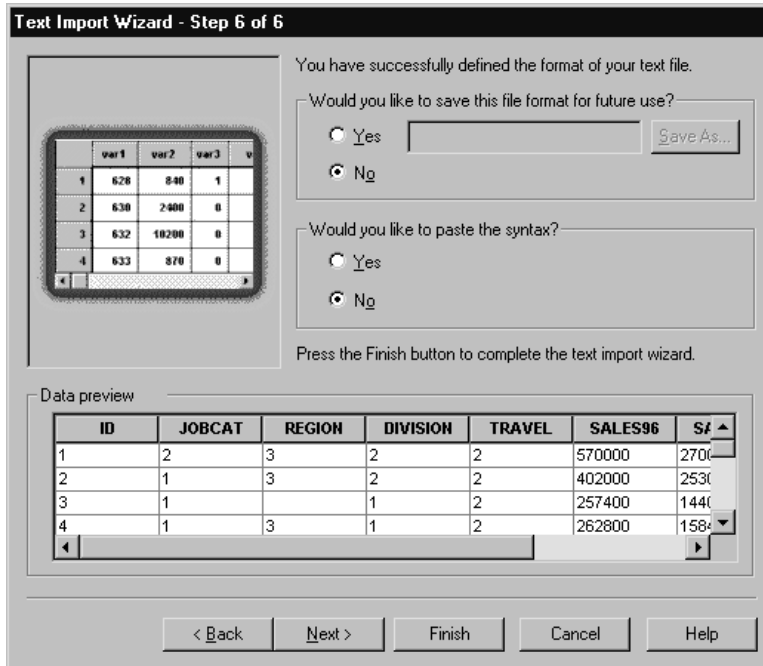 Text Import Wizard - Step 6 of 6
You have successfully defined the format of your text file.
Would you like to save this file format for future use?
Yes
Save As...
No
Would you like to paste the syntax?
Yes
No
Press the Finish button to complete the text import wizard.
var1 var2 var3 v
1 628 840 1
2 630 2400 0
3 632 10200 0
4 633 870 0
Data preview
ID JOBCAT REGION DIVISION TRAVEL SALES96 SA
1 2 3 2 2 570000 2700
2 1 3 2 2 402000 2530
3 1 1 2 257400 1440
4 1 3 1 2 262800 1584
< Back Next > Finish Cancel Help